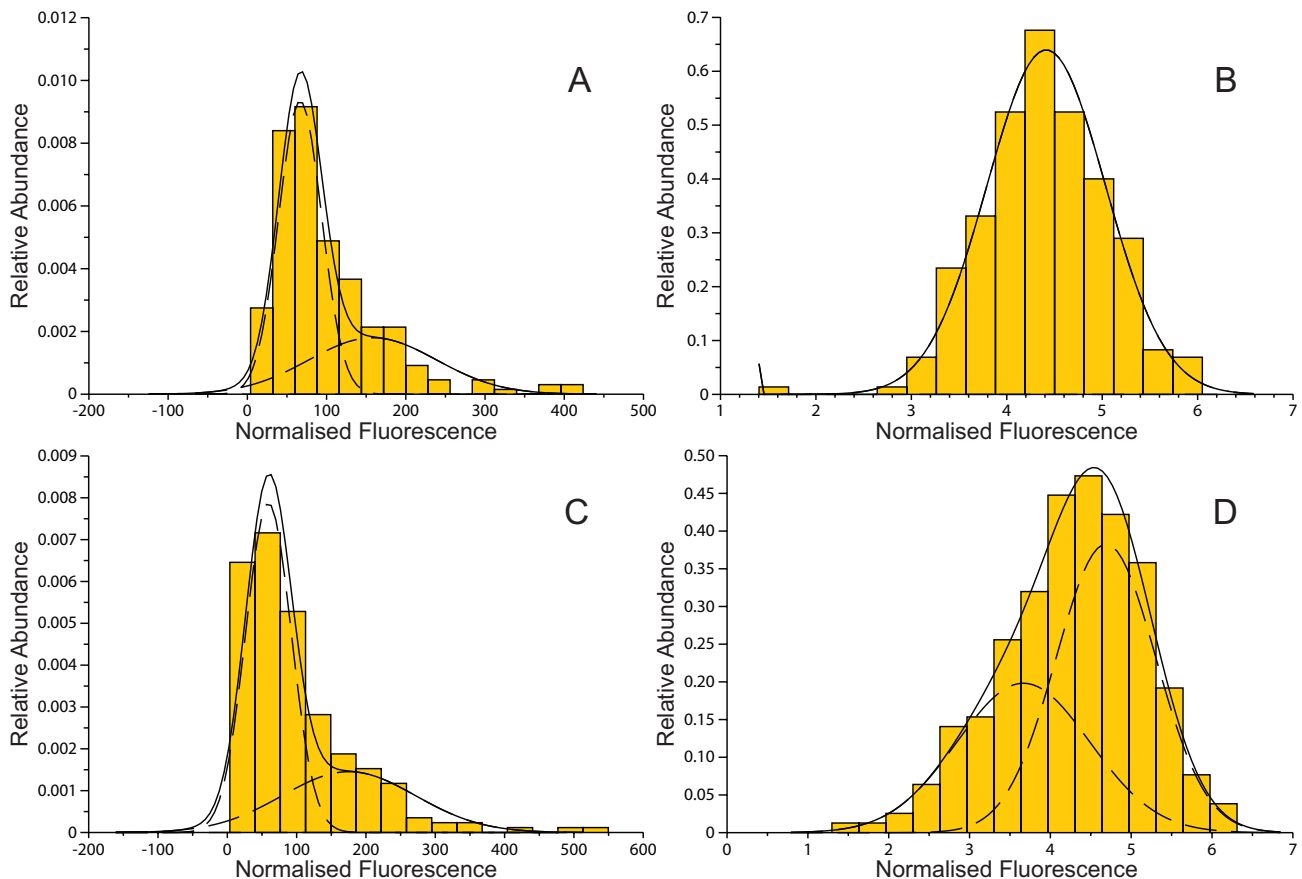 0.012
0.010
0.008
0.006
0.004
0.002
0
Relative Abundance
A
-200 -100 0 100 200 300 400 500
Normalised Fluorescence
0.7
0.6
0.5
0.4
0.3
0.2
0.1
0
Relative Abundance
B
1 2 3 4 5 6 7
Normalised Fluorescence
0.009
0.008
0.007
0.006
0.005
0.004
0.003
0.002
0.001
0
Relative Abundance
C
-200 -100 0 100 200 300 400 500 600
Normalised Fluorescence
0.50
0.45
0.40
0.35
0.30
0.25
0.20
0.15
0.10
0.05
0
Relative Abundance
D
0 1 2 3 4 5 6 7
Normalised Fluorescence